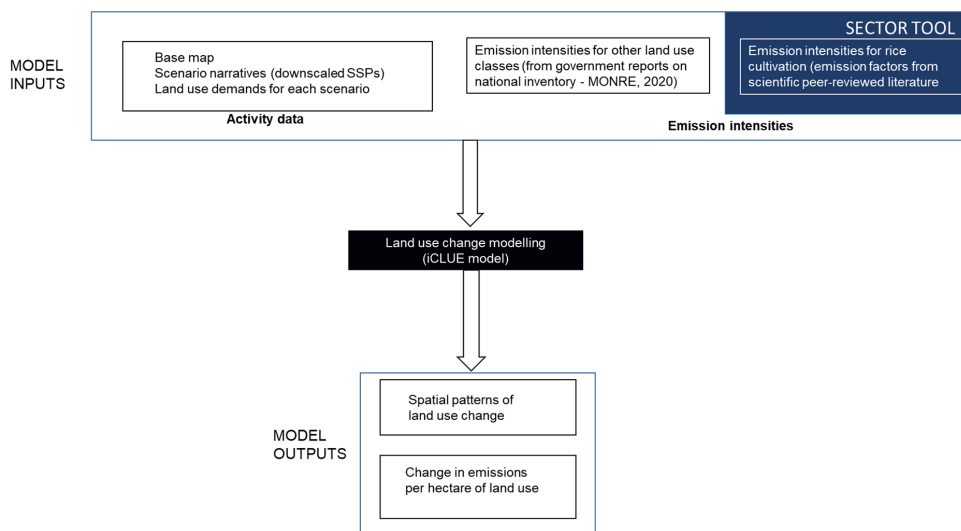 SECTOR TOOL
MODEL
INPUTS
Base map
Scenario narratives (downscaled SSPs)
Land use demands for each scenario
Activity data
Emission intensities for other land use
classes (from government reports on
national inventory - MONRE, 2020)
Emission intensities for rice
cultivation (emission factors from
scientific peer-reviewed literature
Emission intensities
Land use change modelling
(iCLUE model)
MODEL
OUTPUTS
Spatial patterns of
land use change
Change in emissions
per hectare of land use